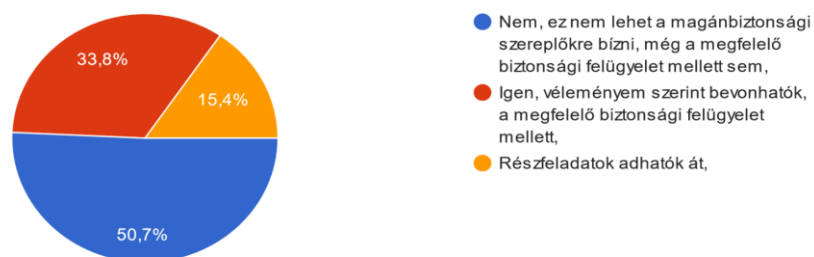 33,8%
15,4%
50,7%
Nem, ez nem lehet a magánbiztonsági
szereplőkre bízni, még a megfelelő
biztonsági felügyelet mellett sem,
Igen, véleményem szerint bevonhatók,
a megfelelő biztonsági felügyelet
mellett,
Részfeladatok adhatók át,